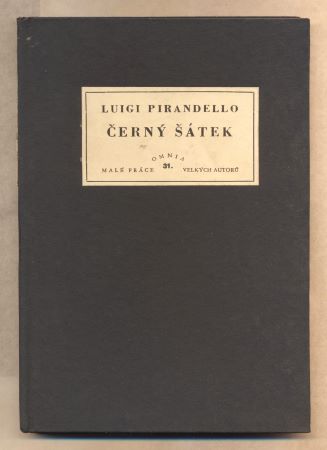 LUIGI PIRANDELLO
ČERNÝ ŠÁTEK
OMNIA
MALÉ PRÁCE 31. VELKÝCH AUTORŮ